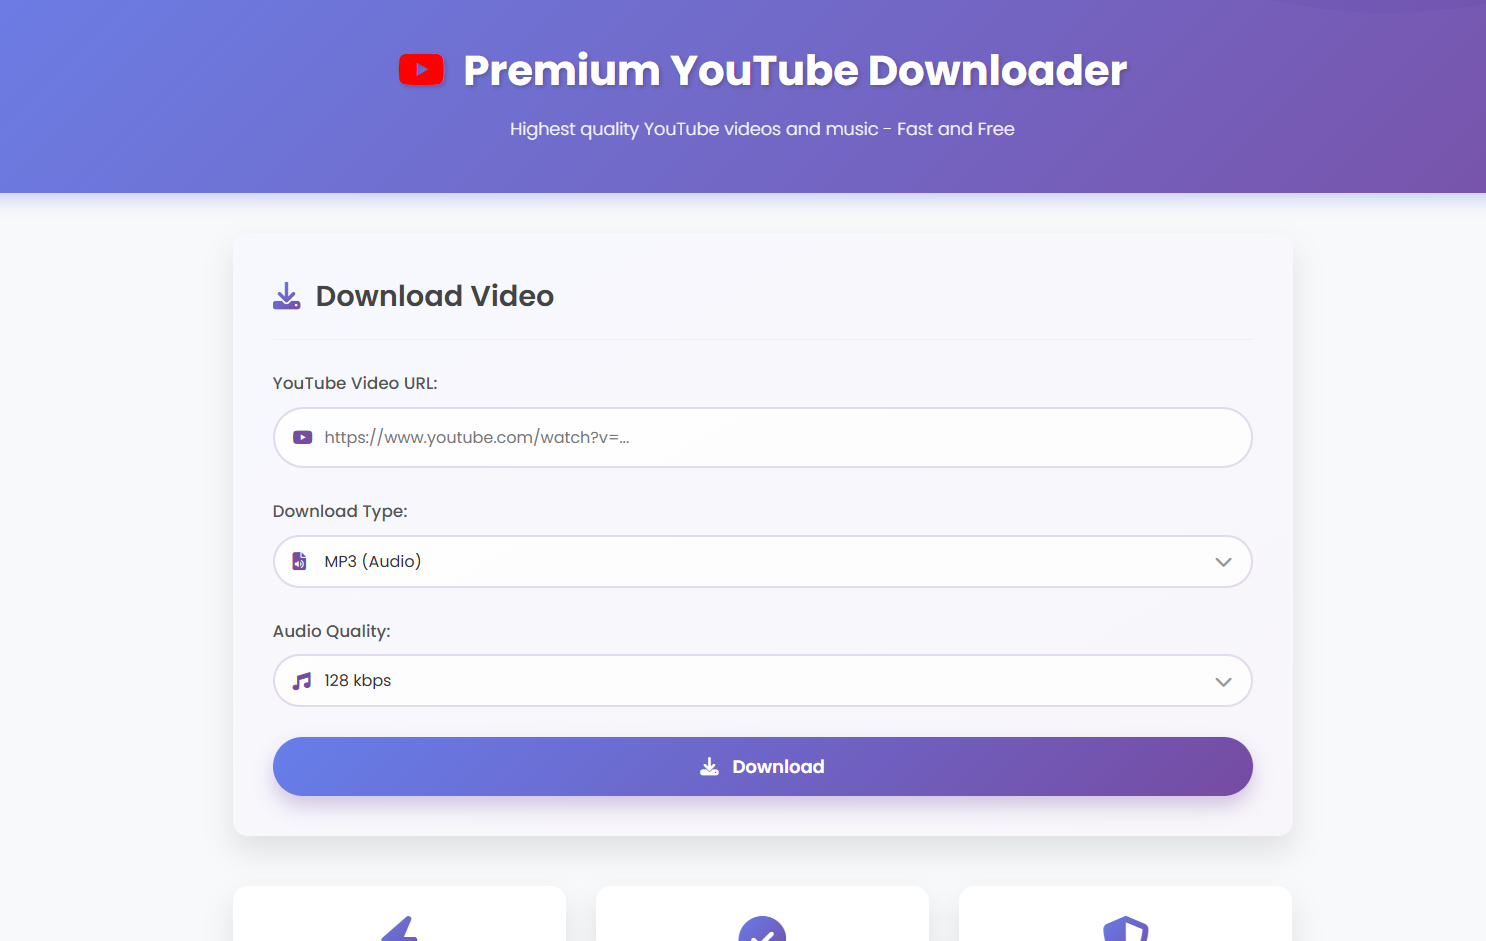 Premium YouTube Downloader
Highest quality YouTube videos and music - Fast and Free
Download Video
YouTube Video URL:
https://www.youtube.com/watch?v=...
Download Type:
MP3 (Audio)
Audio Quality:
128 kbps
Download